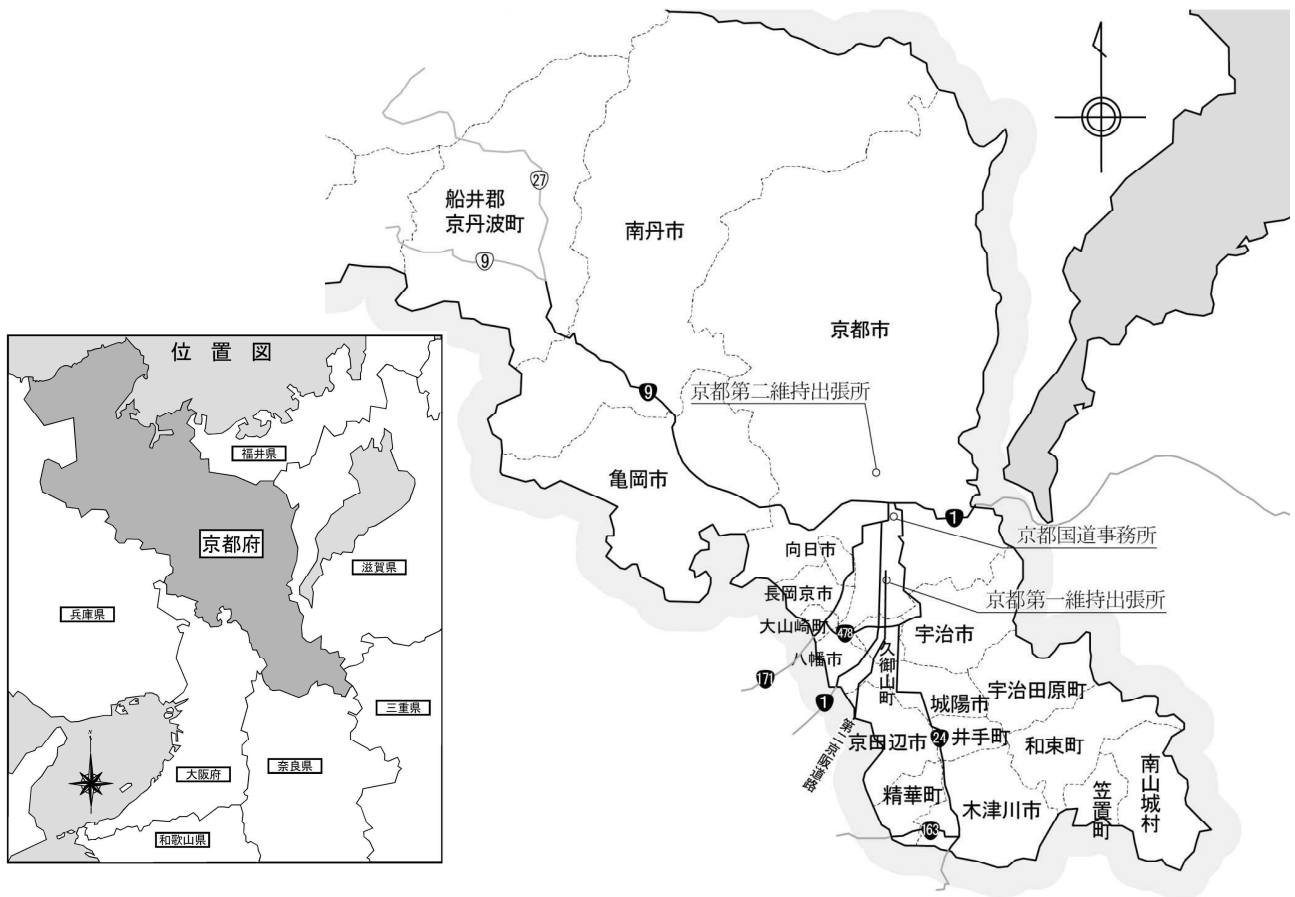 船井郡
京丹波町
27
9
南丹市
京都市
京都第二維持出張所
9
亀岡市
1
京都国道事務所
向日市
長岡京市
京都第一維持出張所
大山崎町
478
宇治市
八幡市
久御山町
171
1
城陽市
宇治田原町
第二京阪道路
京田辺市
24
井手町
和束町
南山城村
精華町
木津川市
笠置町
163
位置図
福井県
京都府
滋賀県
兵庫県
三重県
N
大阪府
奈良県
和歌山県